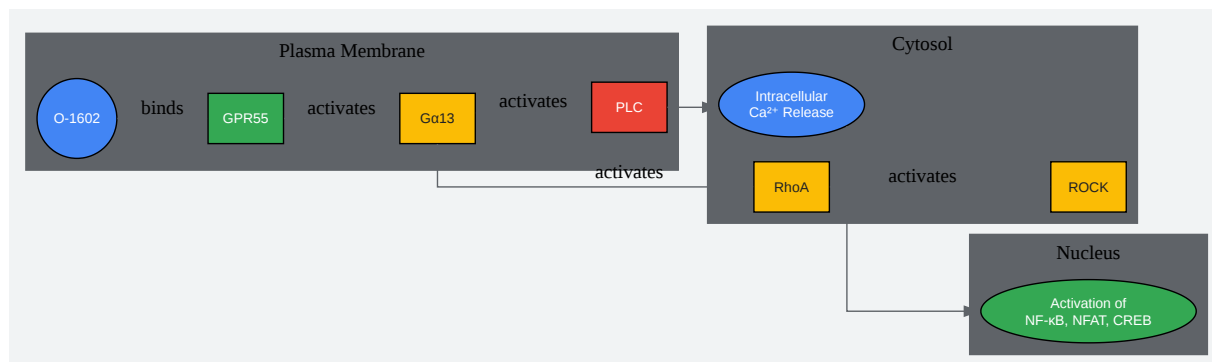 Plasma Membrane
O-1602
binds
GPR55
activates
Gα13
activates
PLC
activates
Cytosol
Intracellular
Ca²⁺ Release
RhoA
activates
ROCK
Nucleus
Activation of
NF-κB, NFAT, CREB